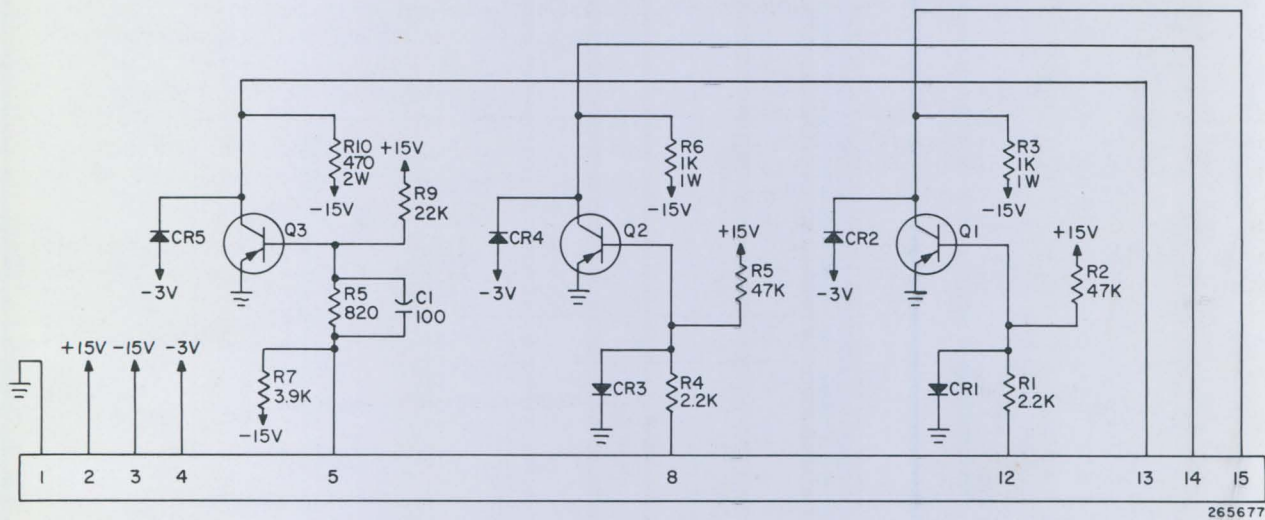 R10
470
2W
-15V
+15V
R9
22K
CR5
-3V
Q3
R5
820
C1
100
R7
3.9K
-15V
R6
1K
1W
-15V
CR4
-3V
Q2
+15V
R5
47K
CR3
R4
2.2K
R3
1K
1W
-15V
CR2
-3V
Q1
+15V
R2
47K
CR1
R1
2.2K
+15V -15V -3V
1 2 3 4 5 8 12 13 14 15
265677